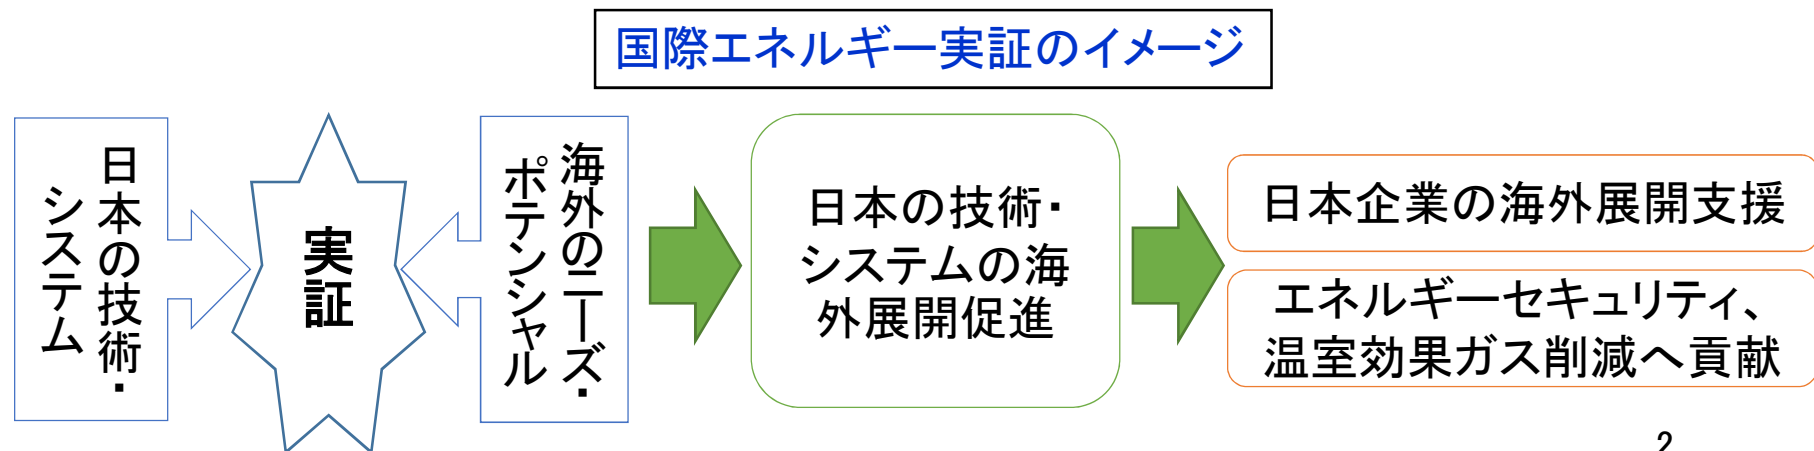 国際エネルギー実証のイメージ
日本の技術・
システム
実証
海外のニーズ・
ポテンシャル
日本の技術・
システムの海
外展開促進
日本企業の海外展開支援
エネルギーセキュリティ、
温室効果ガス削減へ貢献
2